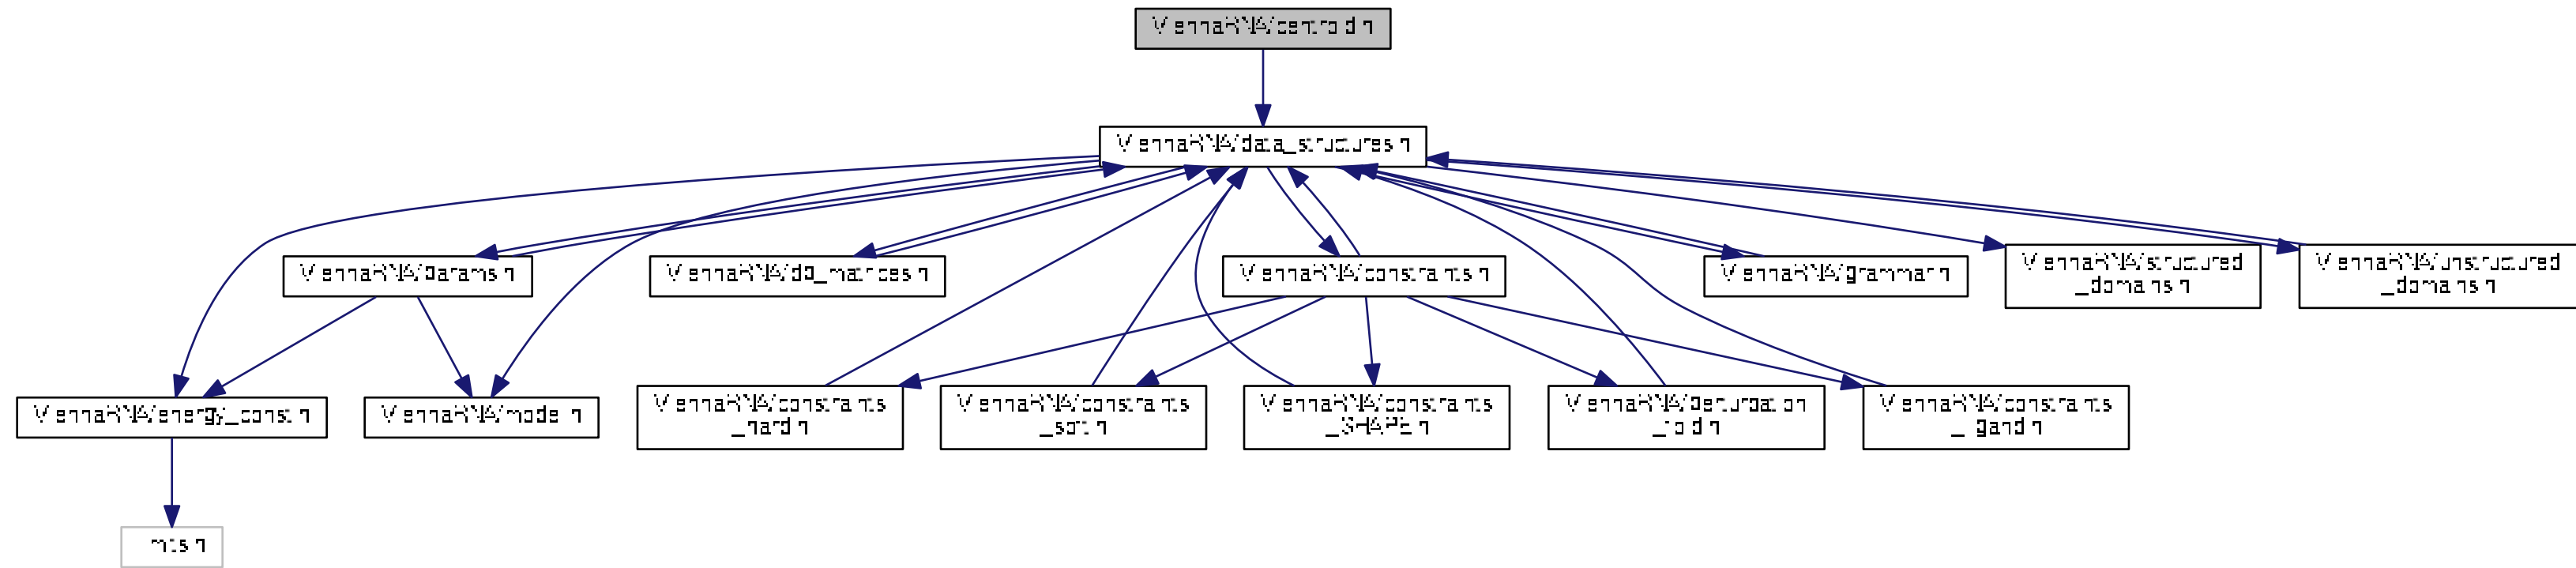 ViennaRNA/centroid.h
ViennaRNA/data_structures.h
ViennaRNA/params.h
ViennaRNA/dp_matrices.h
ViennaRNA/constraints.h
ViennaRNA/grammar.h
ViennaRNA/structured
_domains.h
ViennaRNA/unstructured
_domains.h
ViennaRNA/energy_const.h
ViennaRNA/model.h
ViennaRNA/constraints
_hard.h
ViennaRNA/constraints
_soft.h
ViennaRNA/constraints
_SHAPE.h
ViennaRNA/perturbation
_fold.h
ViennaRNA/constraints
_ligand.h
limits.h